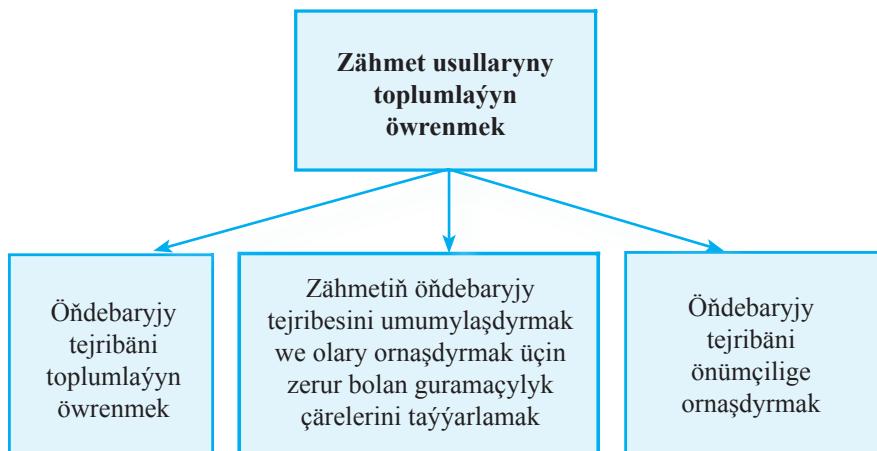 Zähmet usullaryny
toplumlaýyn
öwrenmek
Öňdebaryjy
tejribäni
toplumlaýyn
öwrenmek
Zähmetiň öňdebaryjy
tejribesini umumylaşdyrmak
we olary ornaşdyrmak üçin
zerur bolan guramaçylyk
çärelerini taýýarlamak
Öňdebaryjy
tejribäni
önümçilige
ornaşdyrmak